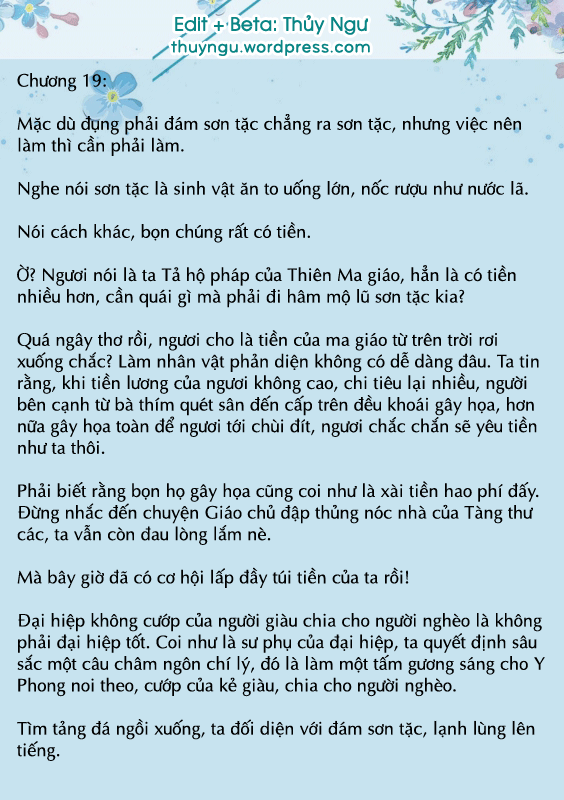 Edit + Beta: Thủy Ngư
thuyngu.wordpress.com
Chương 19:
Mặc dù đụng phải đám sơn tặc chẳng ra sơn tặc, nhưng việc nên
làm thì cần phải làm.
Nghe nói sơn tặc là sinh vật ăn to uống lớn, nốc rượu như nước lã.
Nói cách khác, bọn chúng rất có tiền.
Ờ? Ngươi nói là ta Tả hộ pháp của Thiên Ma giáo, hẳn là có tiền
nhiều hơn, cần quái gì mà phải đi hâm mộ lũ sơn tặc kia?
Quá ngây thơ rồi, ngươi cho là tiền của ma giáo từ trên trời rơi
xuống chắc? Làm nhân vật phản diện không có dễ dàng đâu. Ta tin
rằng, khi tiền lương của ngươi không cao, chi tiêu lại nhiều, người
bên cạnh từ bà thím quét sân đến cấp trên đều khoái gây họa, hơn
nữa gây họa toàn để ngươi tới chùi đít, ngươi chắc chắn sẽ yêu tiền
như ta thôi.
Phải biết rằng bọn họ gây họa cũng coi như là xài tiền hao phí đấy.
Đừng nhắc đến chuyện Giáo chủ đập thủng nóc nhà của Tàng thư
các, ta vẫn còn đau lòng lắm nè.
Mà bây giờ đã có cơ hội lấp đầy túi tiền của ta rồi!
Đại hiệp không cướp của người giàu chia cho người nghèo là không
phải đại hiệp tốt. Coi như là sư phụ của đại hiệp, ta quyết định sâu
sắc một câu châm ngôn chí lý, đó là làm một tấm gương sáng cho Y
Phong noi theo, cướp của kẻ giàu, chia cho người nghèo.
Tìm tảng đá ngồi xuống, ta đối diện với đám sơn tặc, lạnh lùng lên
tiếng.